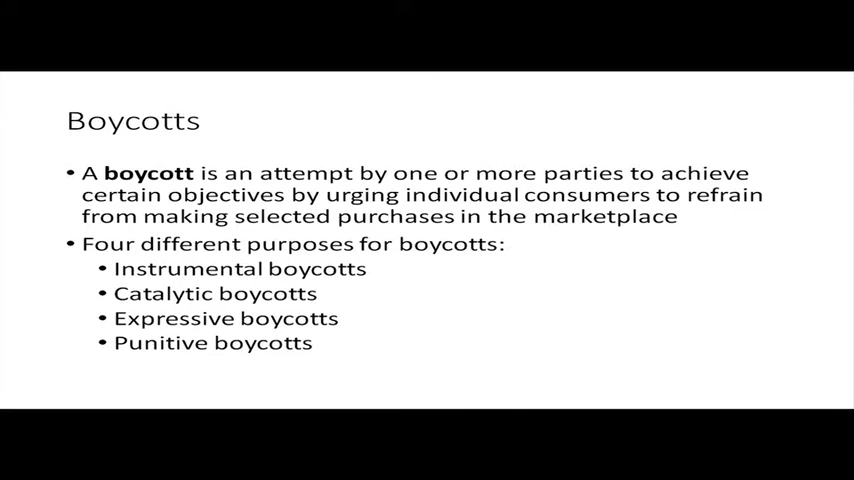 Boycotts
• A boycott is an attempt by one or more parties to achieve
certain objectives by urging individual consumers to refrain
from making selected purchases in the marketplace
• Four different purposes for boycotts:
• Instrumental boycotts
• Catalytic boycotts
• Expressive boycotts
• Punitive boycotts